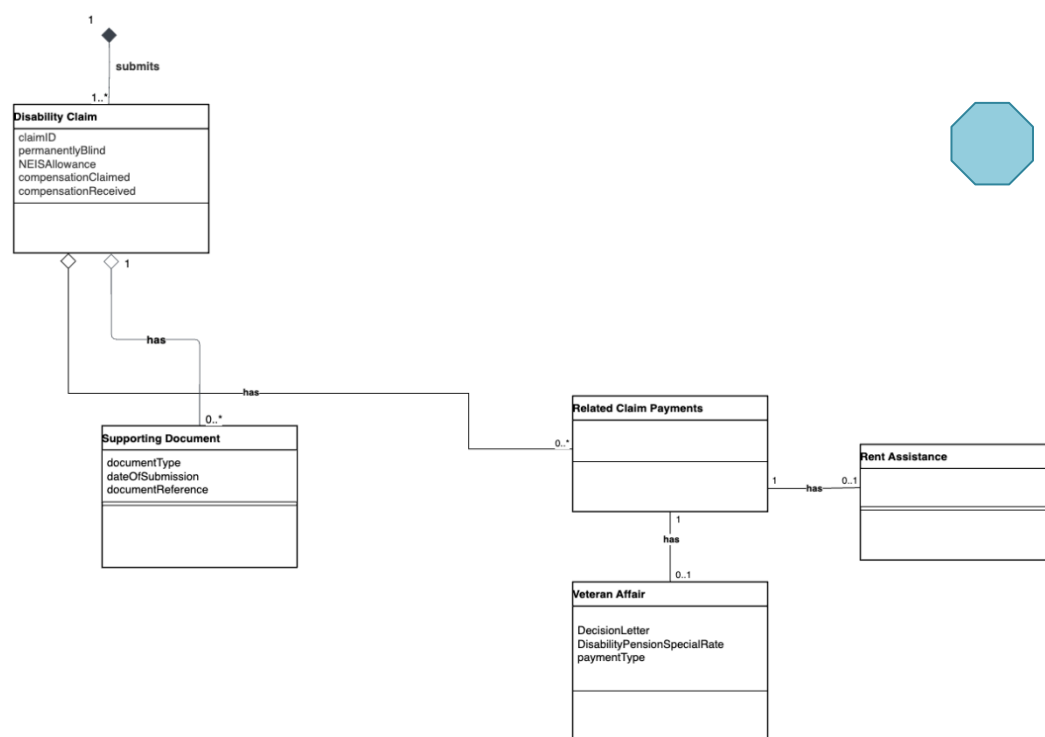 1
submits
1..*
Disability Claim
claimID
permanentlyBlind
NEISAllowance
compensationClaimed
compensationReceived
1
has
has
0..*
Supporting Document
documentType
dateOfSubmission
documentReference
Related Claim Payments
0..*
1
has
0..1
Rent Assistance
1
has
0..1
Veteran Affair
DecisionLetter
DisabilityPensionSpecialRate
paymentType